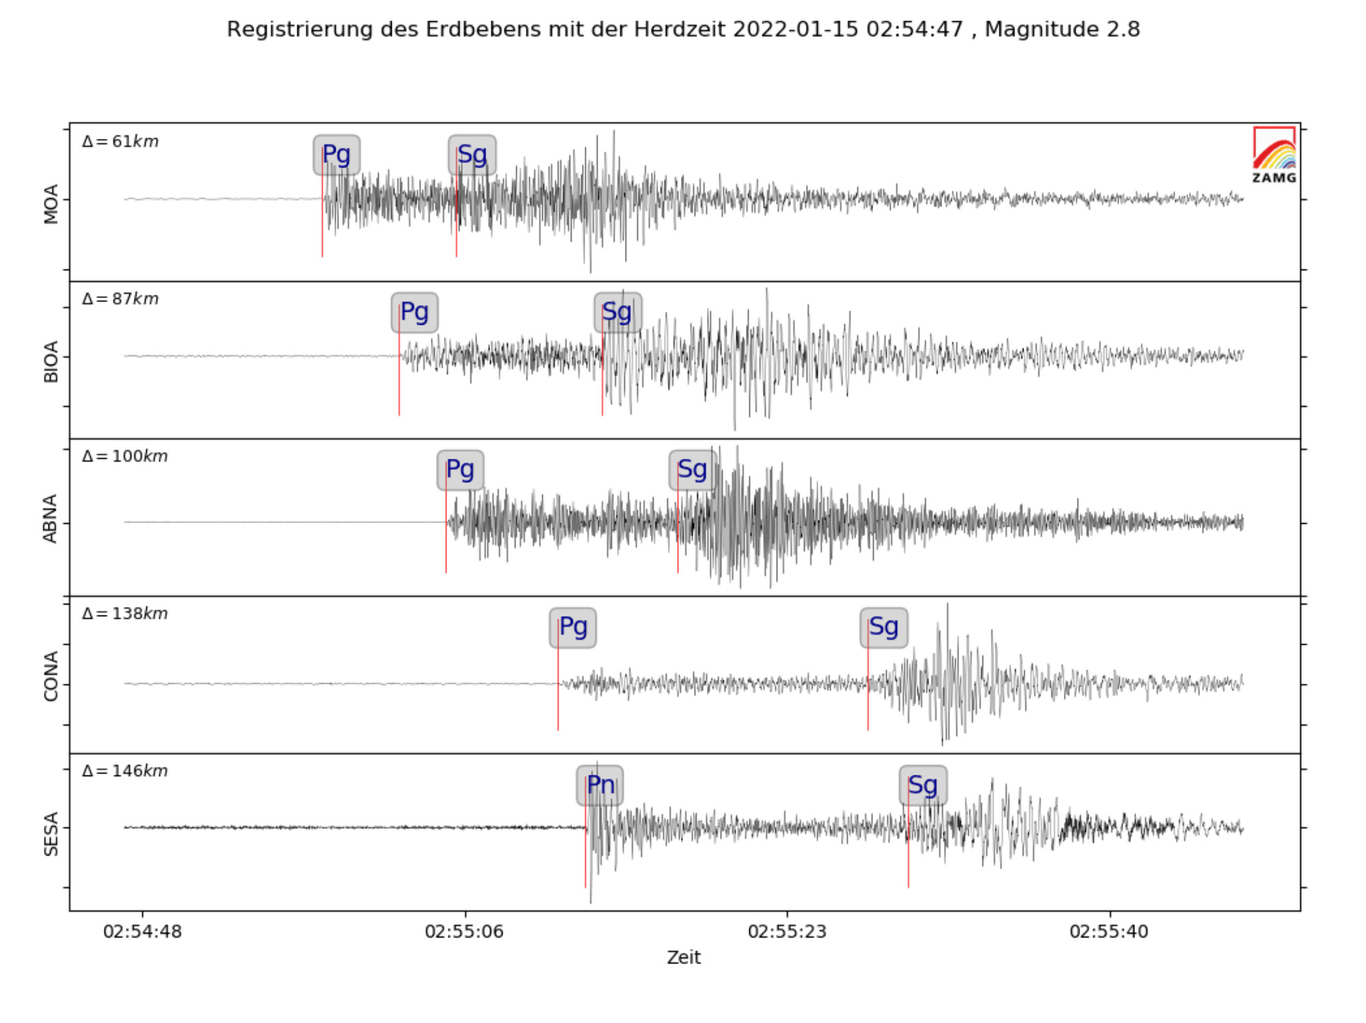 Registrierung des Erdbebens mit der Herdzeit 2022-01-15 02:54:47 , Magnitude 2.8
Δ = 61km
Pg
Sg
ZAMG
MOA
Δ = 87km
Pg
Sg
BIOA
Δ = 100km
Pg
Sg
ABNA
Δ = 138km
Pg
Sg
CONA
Δ = 146km
Pn
Sg
SESA
02:54:48 02:55:06 02:55:23 02:55:40
Zeit